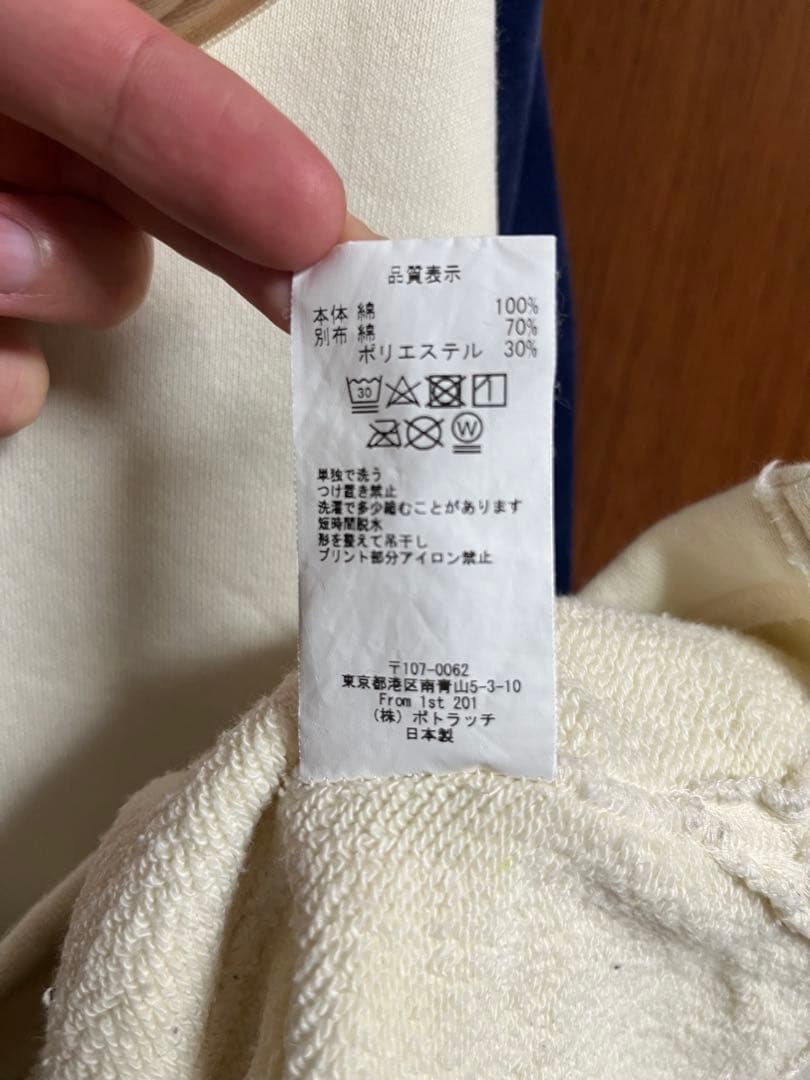 品質表示
本体 綿 100%
別布 綿 70%
ポリエステル 30%
30
W
単独で洗う
つけ置き禁止
洗濯で多少縮むことがあります
短時間脱水
形を整えて吊干し
プリント部分アイロン禁止
〒107-0062
東京都港区南青山5-3-10
From 1st 201
(株) ポトラッチ
日本製